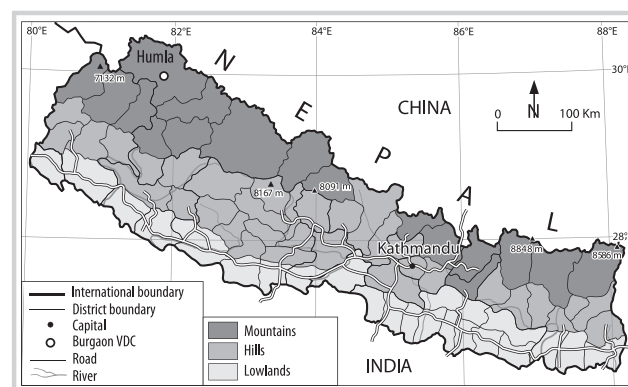 80°E 82°E 84°E 86°E 88°E
Humla
7132 m
NEPAL
30°N
CHINA
N
0 100 Km
8167 m
8091 m
28°
Kathmandu
8848 m
8586 m
International boundary
District boundary
Capital
Burgaon VDC
Road
River
Mountains
Hills
Lowlands
INDIA